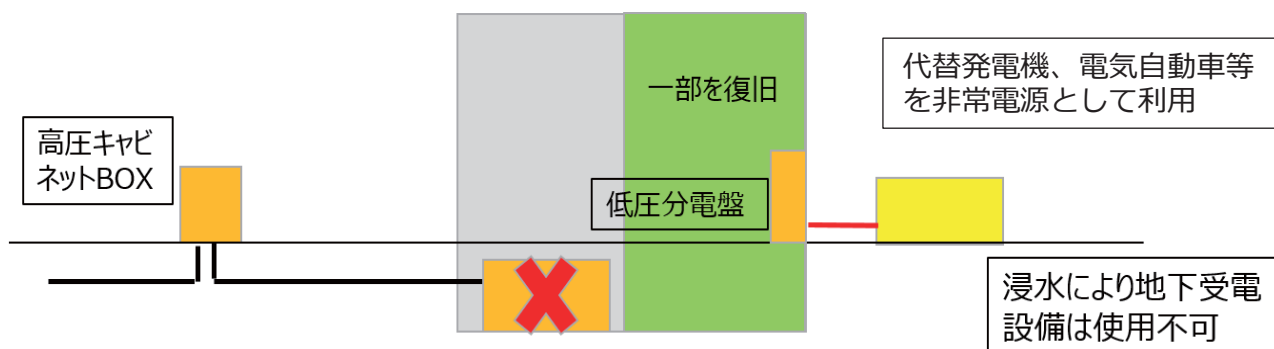 高圧キャビ
ネットBOX
一部を復旧
低圧分電盤
代替発電機、電気自動車等
を非常電源として利用
浸水により地下受電
設備は使用不可